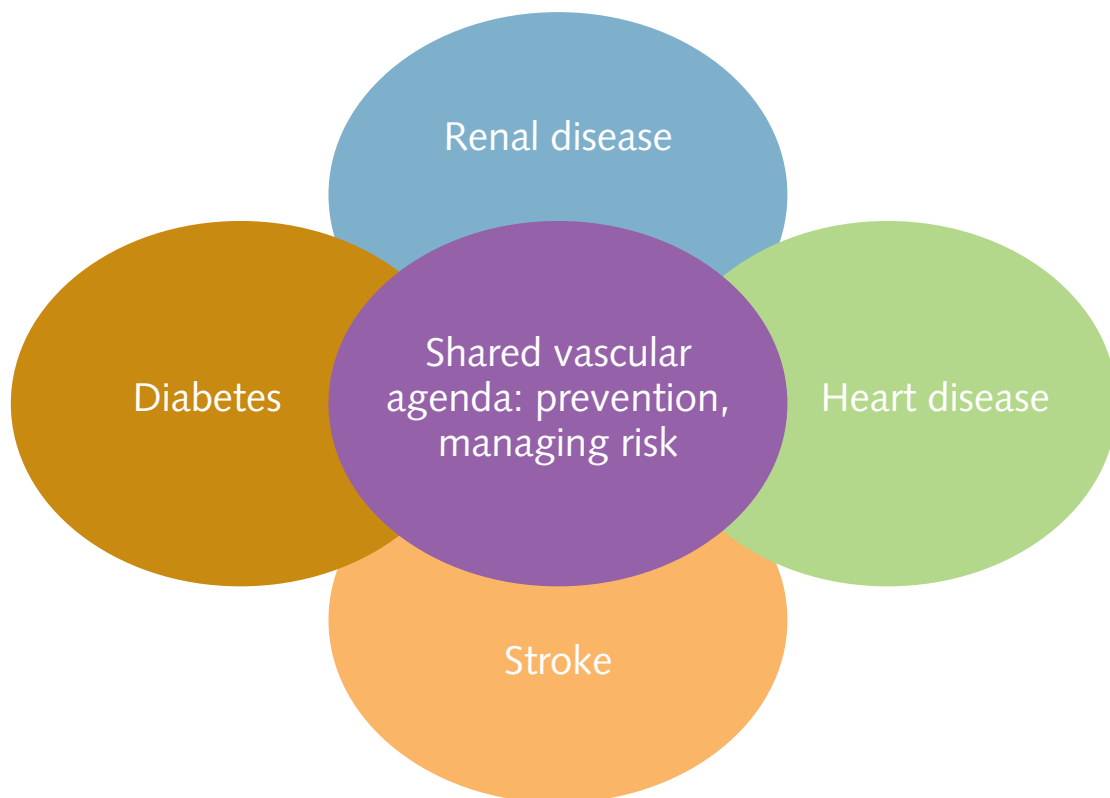 Renal disease
Diabetes
Shared vascular
agenda: prevention,
managing risk
Heart disease
Stroke